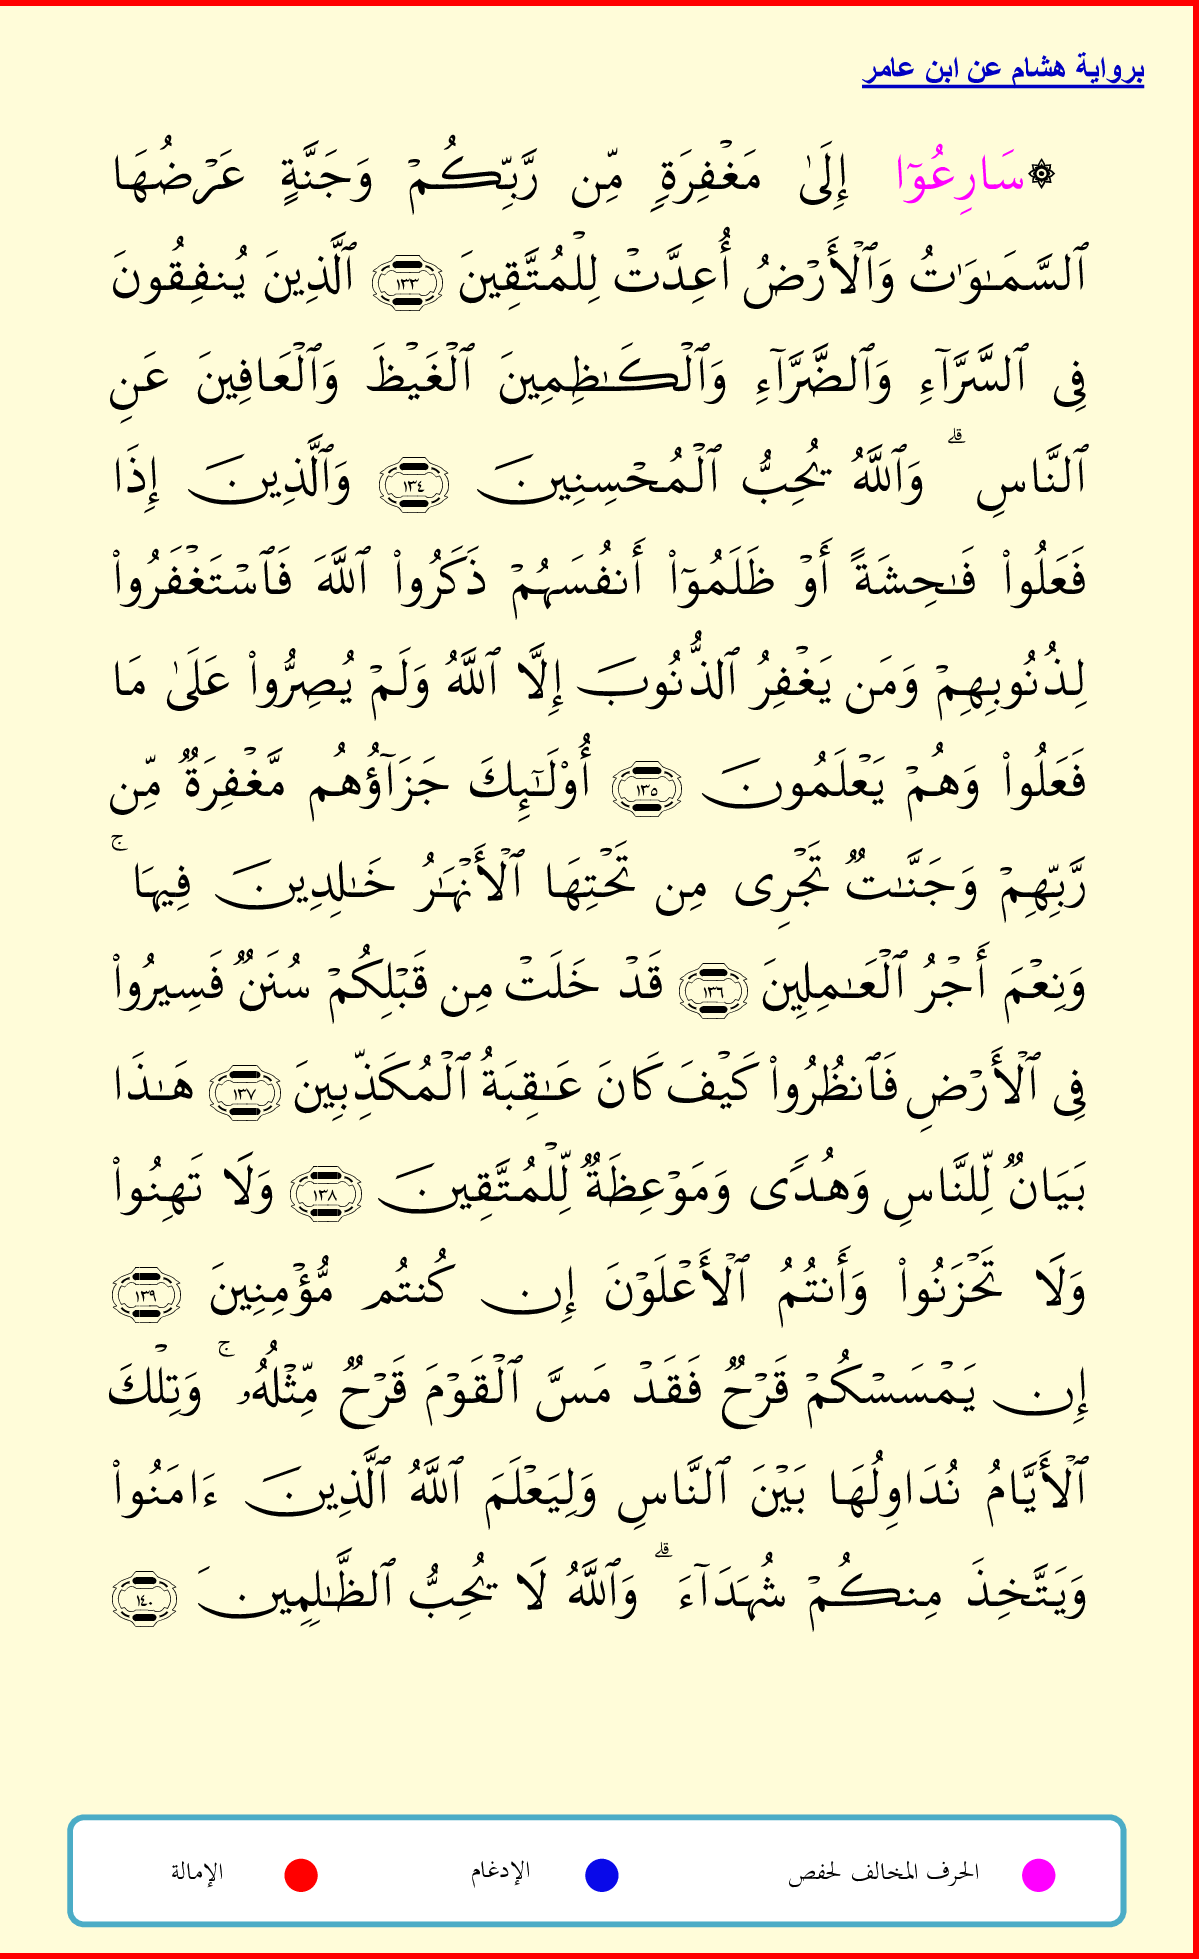 برواية هشام عن ابن عامر
۞سَارِعُوٓا۟ إِلَىٰ مَغْفِرَةٍ مِّن رَّبِّكُمْ وَجَنَّةٍ عَرْضُهَا
ٱلسَّمَـٰوَٰتُ وَٱلْأَرْضُ أُعِدَّتْ لِلْمُتَّقِينَ ١٣٣ ٱلَّذِينَ يُنفِقُونَ
فِى ٱلسَّرَّآءِ وَٱلضَّرَّآءِ وَٱلْكَـٰظِمِينَ ٱلْغَيْظَ وَٱلْعَافِينَ عَنِ
ٱلنَّاسِ ۗ وَٱللَّهُ يُحِبُّ ٱلْمُحْسِنِينَ ١٣٤ وَٱلَّذِينَ إِذَا
فَعَلُوا۟ فَـٰحِشَةً أَوْ ظَلَمُوٓا۟ أَنفُسَهُمْ ذَكَرُوا۟ ٱللَّهَ فَٱسْتَغْفَرُوا۟
لِذُنُوبِهِمْ وَمَن يَغْفِرُ ٱلذُّنُوبَ إِلَّا ٱللَّهُ وَلَمْ يُصِرُّوا۟ عَلَىٰ مَا
فَعَلُوا۟ وَهُمْ يَعْلَمُونَ ١٣٥ أُو۟لَـٰٓئِكَ جَزَآؤُهُم مَّغْفِرَةٌ مِّن
رَّبِّهِمْ وَجَنَّـٰتٌ تَجْرِى مِن تَحْتِهَا ٱلْأَنْهَـٰرُ خَـٰلِدِينَ فِيهَا ۚ
وَنِعْمَ أَجْرُ ٱلْعَـٰمِلِينَ ١٣٦ قَدْ خَلَتْ مِن قَبْلِكُمْ سُنَنٌ فَسِيرُوا۟
فِى ٱلْأَرْضِ فَٱنظُرُوا۟ كَيْفَ كَانَ عَـٰقِبَةُ ٱلْمُكَذِّبِينَ ١٣٧ هَـٰذَا
بَيَانٌ لِّلنَّاسِ وَهُدًى وَمَوْعِظَةٌ لِّلْمُتَّقِينَ ١٣٨ وَلَا تَهِنُوا۟
وَلَا تَحْزَنُوا۟ وَأَنتُمُ ٱلْأَعْلَوْنَ إِن كُنتُم مُّؤْمِنِينَ ١٣٩
إِن يَمْسَسْكُمْ قَرْحٌ فَقَدْ مَسَّ ٱلْقَوْمَ قَرْحٌ مِّثْلُهُۥ ۚ وَتِلْكَ
ٱلْأَيَّامُ نُدَاوِلُهَا بَيْنَ ٱلنَّاسِ وَلِيَعْلَمَ ٱللَّهُ ٱلَّذِينَ ءَامَنُوا۟
وَيَتَّخِذَ مِنكُمْ شُهَدَآءَ ۗ وَٱللَّهُ لَا يُحِبُّ ٱلظَّـٰلِمِينَ ١٤٠
الحرف المخالف لحفص الإدغام الإمالة